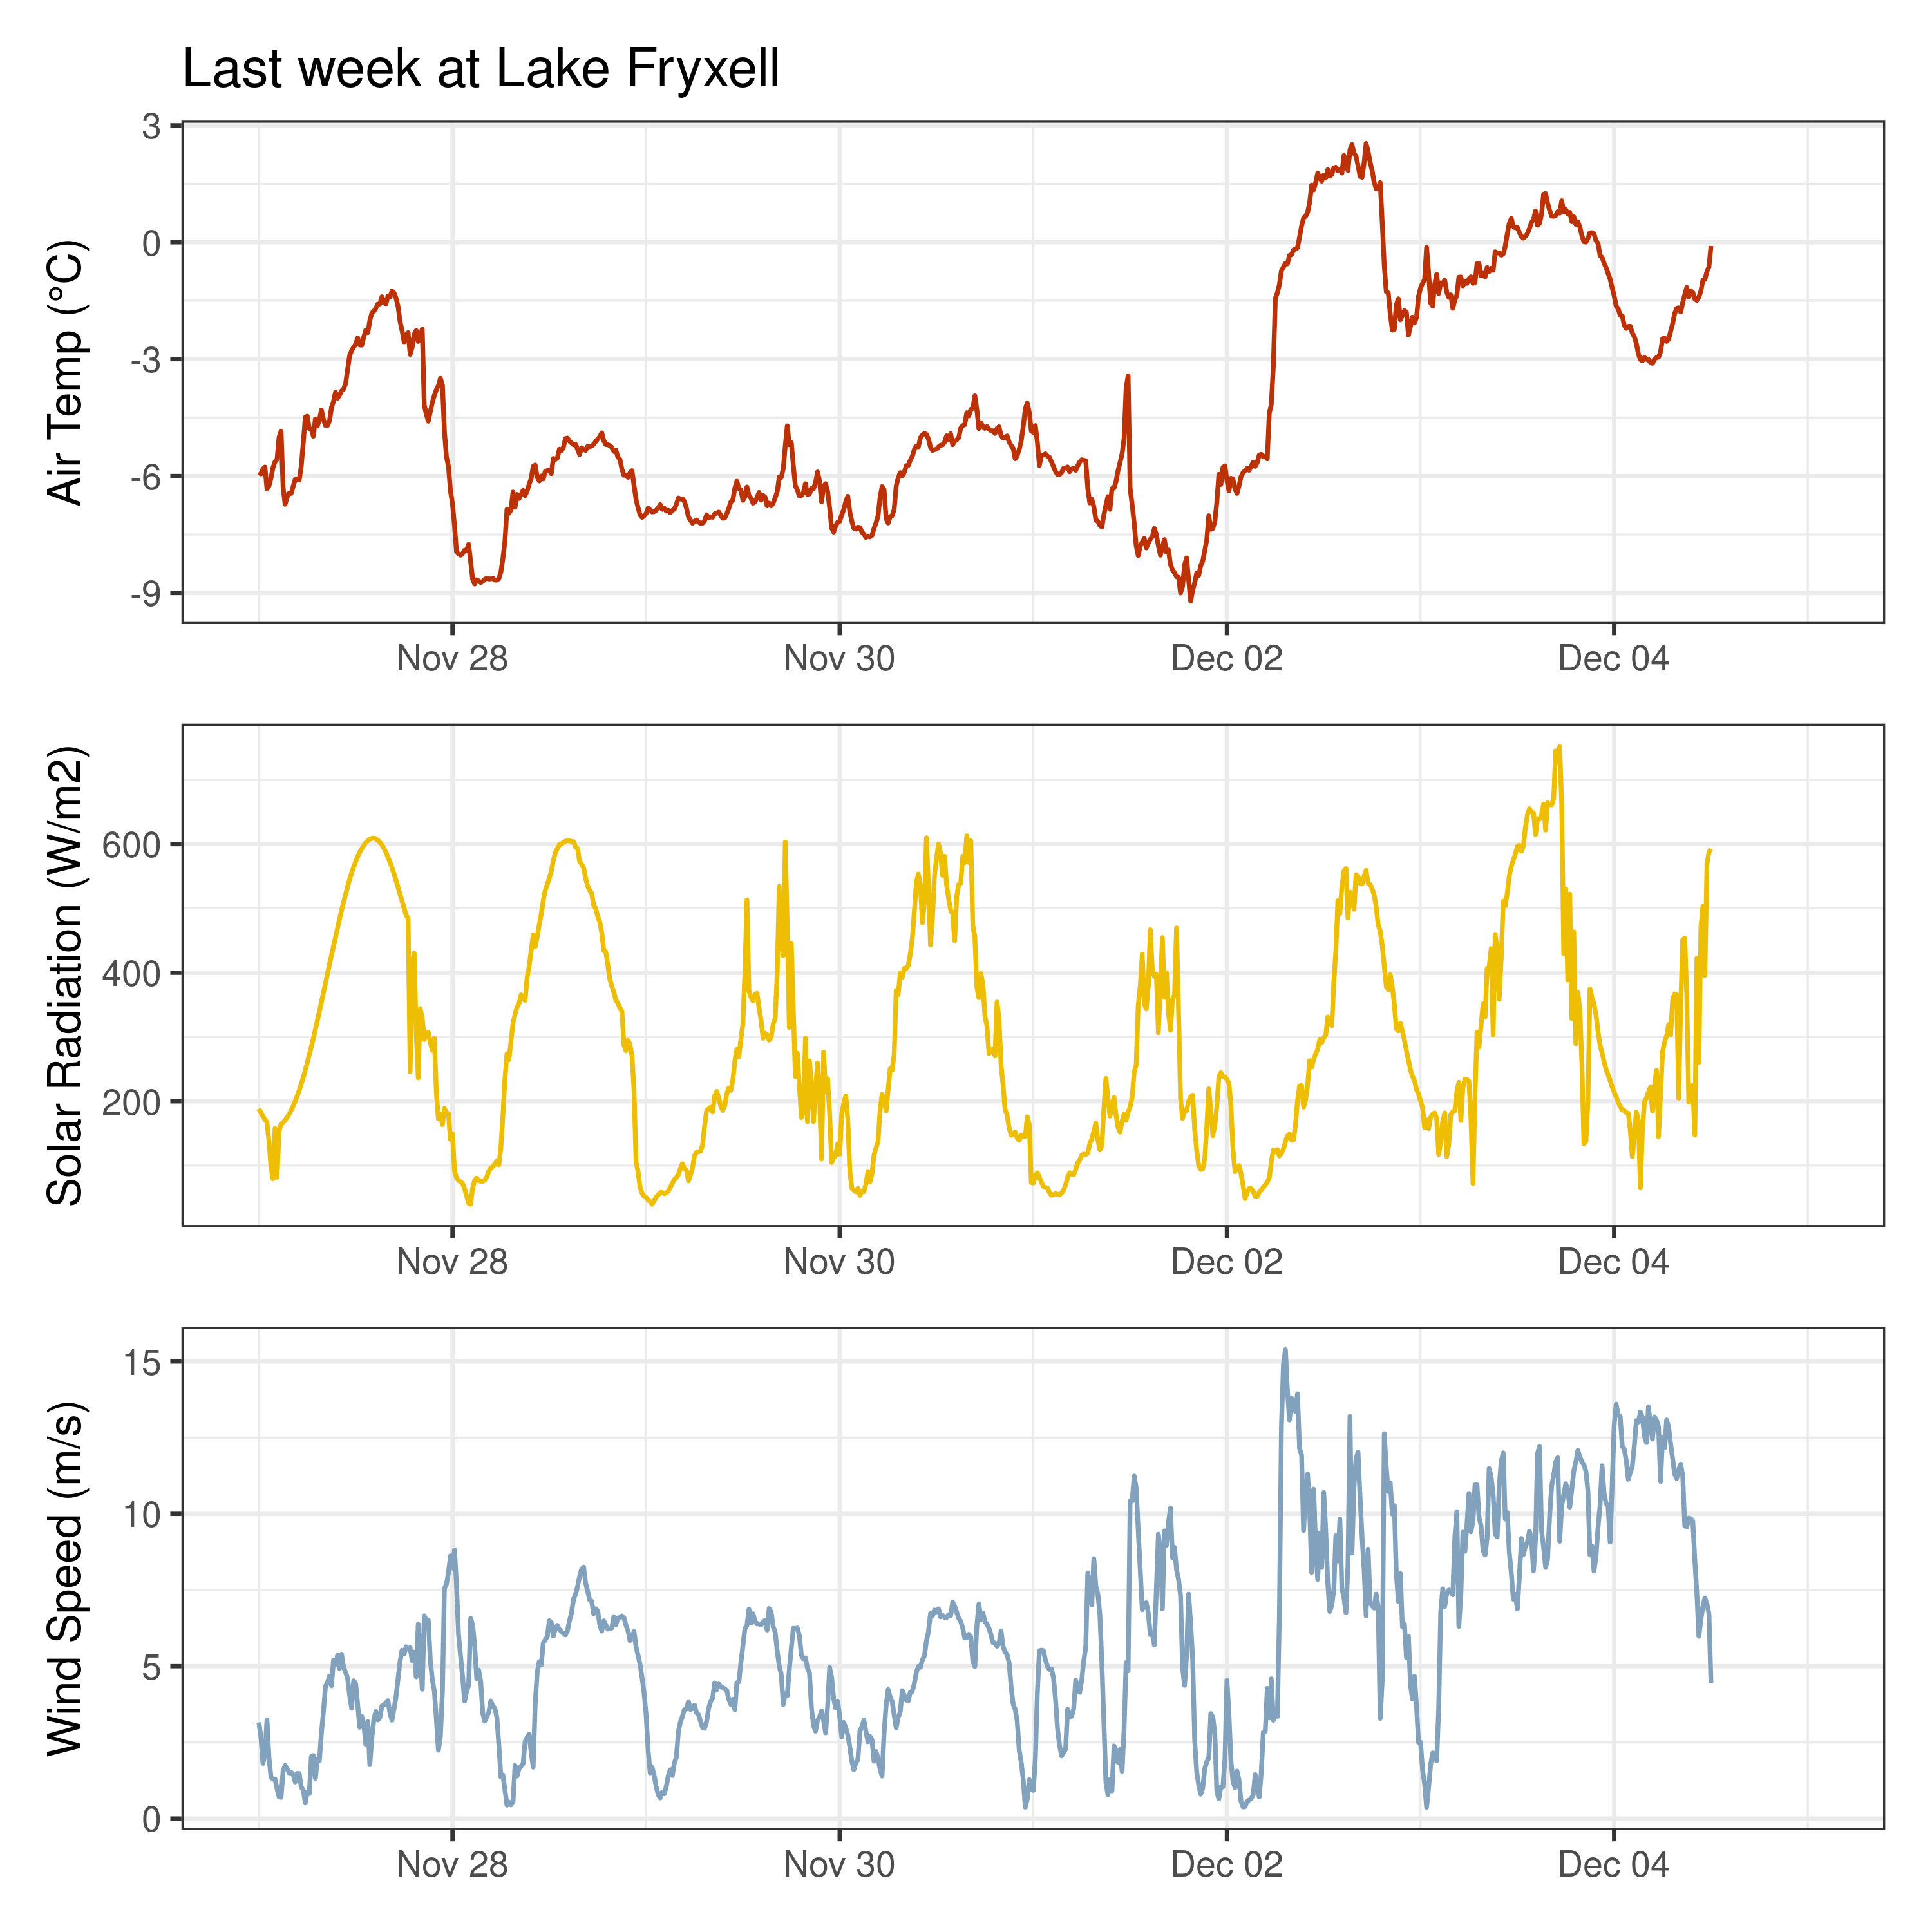 Last week at Lake Fryxell
Air Temp (°C)
3
0
-3
-6
-9
Nov 28 Nov 30 Dec 02 Dec 04
Solar Radiation (W/m2)
600
400
200
Nov 28 Nov 30 Dec 02 Dec 04
Wind Speed (m/s)
15
10
5
0
Nov 28 Nov 30 Dec 02 Dec 04